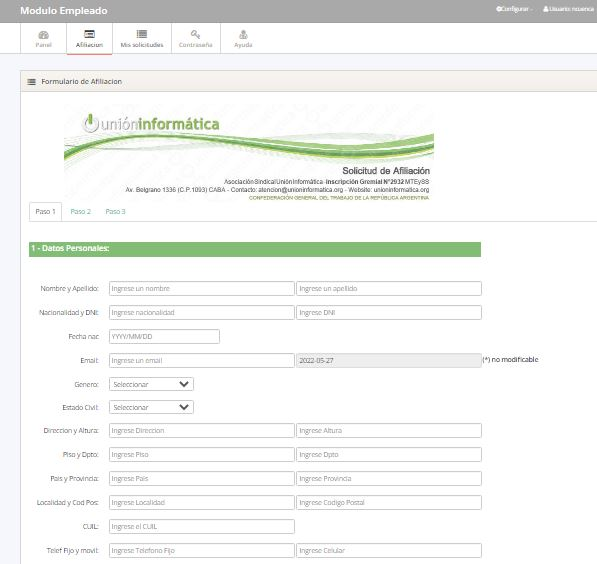 Modulo Empleado
Configurar -
Usuario: ncuenca
Panel
Afiliacion
Mis solicitudes
Contraseña
Ayuda
Formulario de Afiliacion
unióninformática
Solicitud de Afiliación
Asociación Sindical Unión Informática -Inscripción Gremial Nº2932 MTEySS
Av. Belgrano 1336 (C.P.1093) CABA - Contacto: atencion@unioninformatica.org - Website: unioninformatica.org
CONFEDERACIÓN GENERAL DEL TRABAJO DE LA REPÚBLICA ARGENTINA
Paso 1 Paso 2 Paso 3
1 - Datos Personales:
Nombre y Apellido: Ingrese un nombre Ingrese un apellido
Nacionalidad y DNI: Ingrese nacionalidad Ingrese DNI
Fecha nac YYYY/MM/DD
Email: Ingrese un email 2022-05-27 (*) no modificable
Genero: Seleccionar
Estado Civil: Seleccionar
Direccion y Altura: Ingrese Direccion Ingrese Altura
Piso y Dpto: Ingrese Piso Ingrese Dpto
Pais y Provincia: Ingrese Pais Ingrese Provincia
Localidad y Cod Pos: Ingrese Localidad Ingrese Codigo Postal
CUIL: Ingrese el CUIL
Telef Fijo y movil: Ingrese Telefono Fijo Ingrese Celular